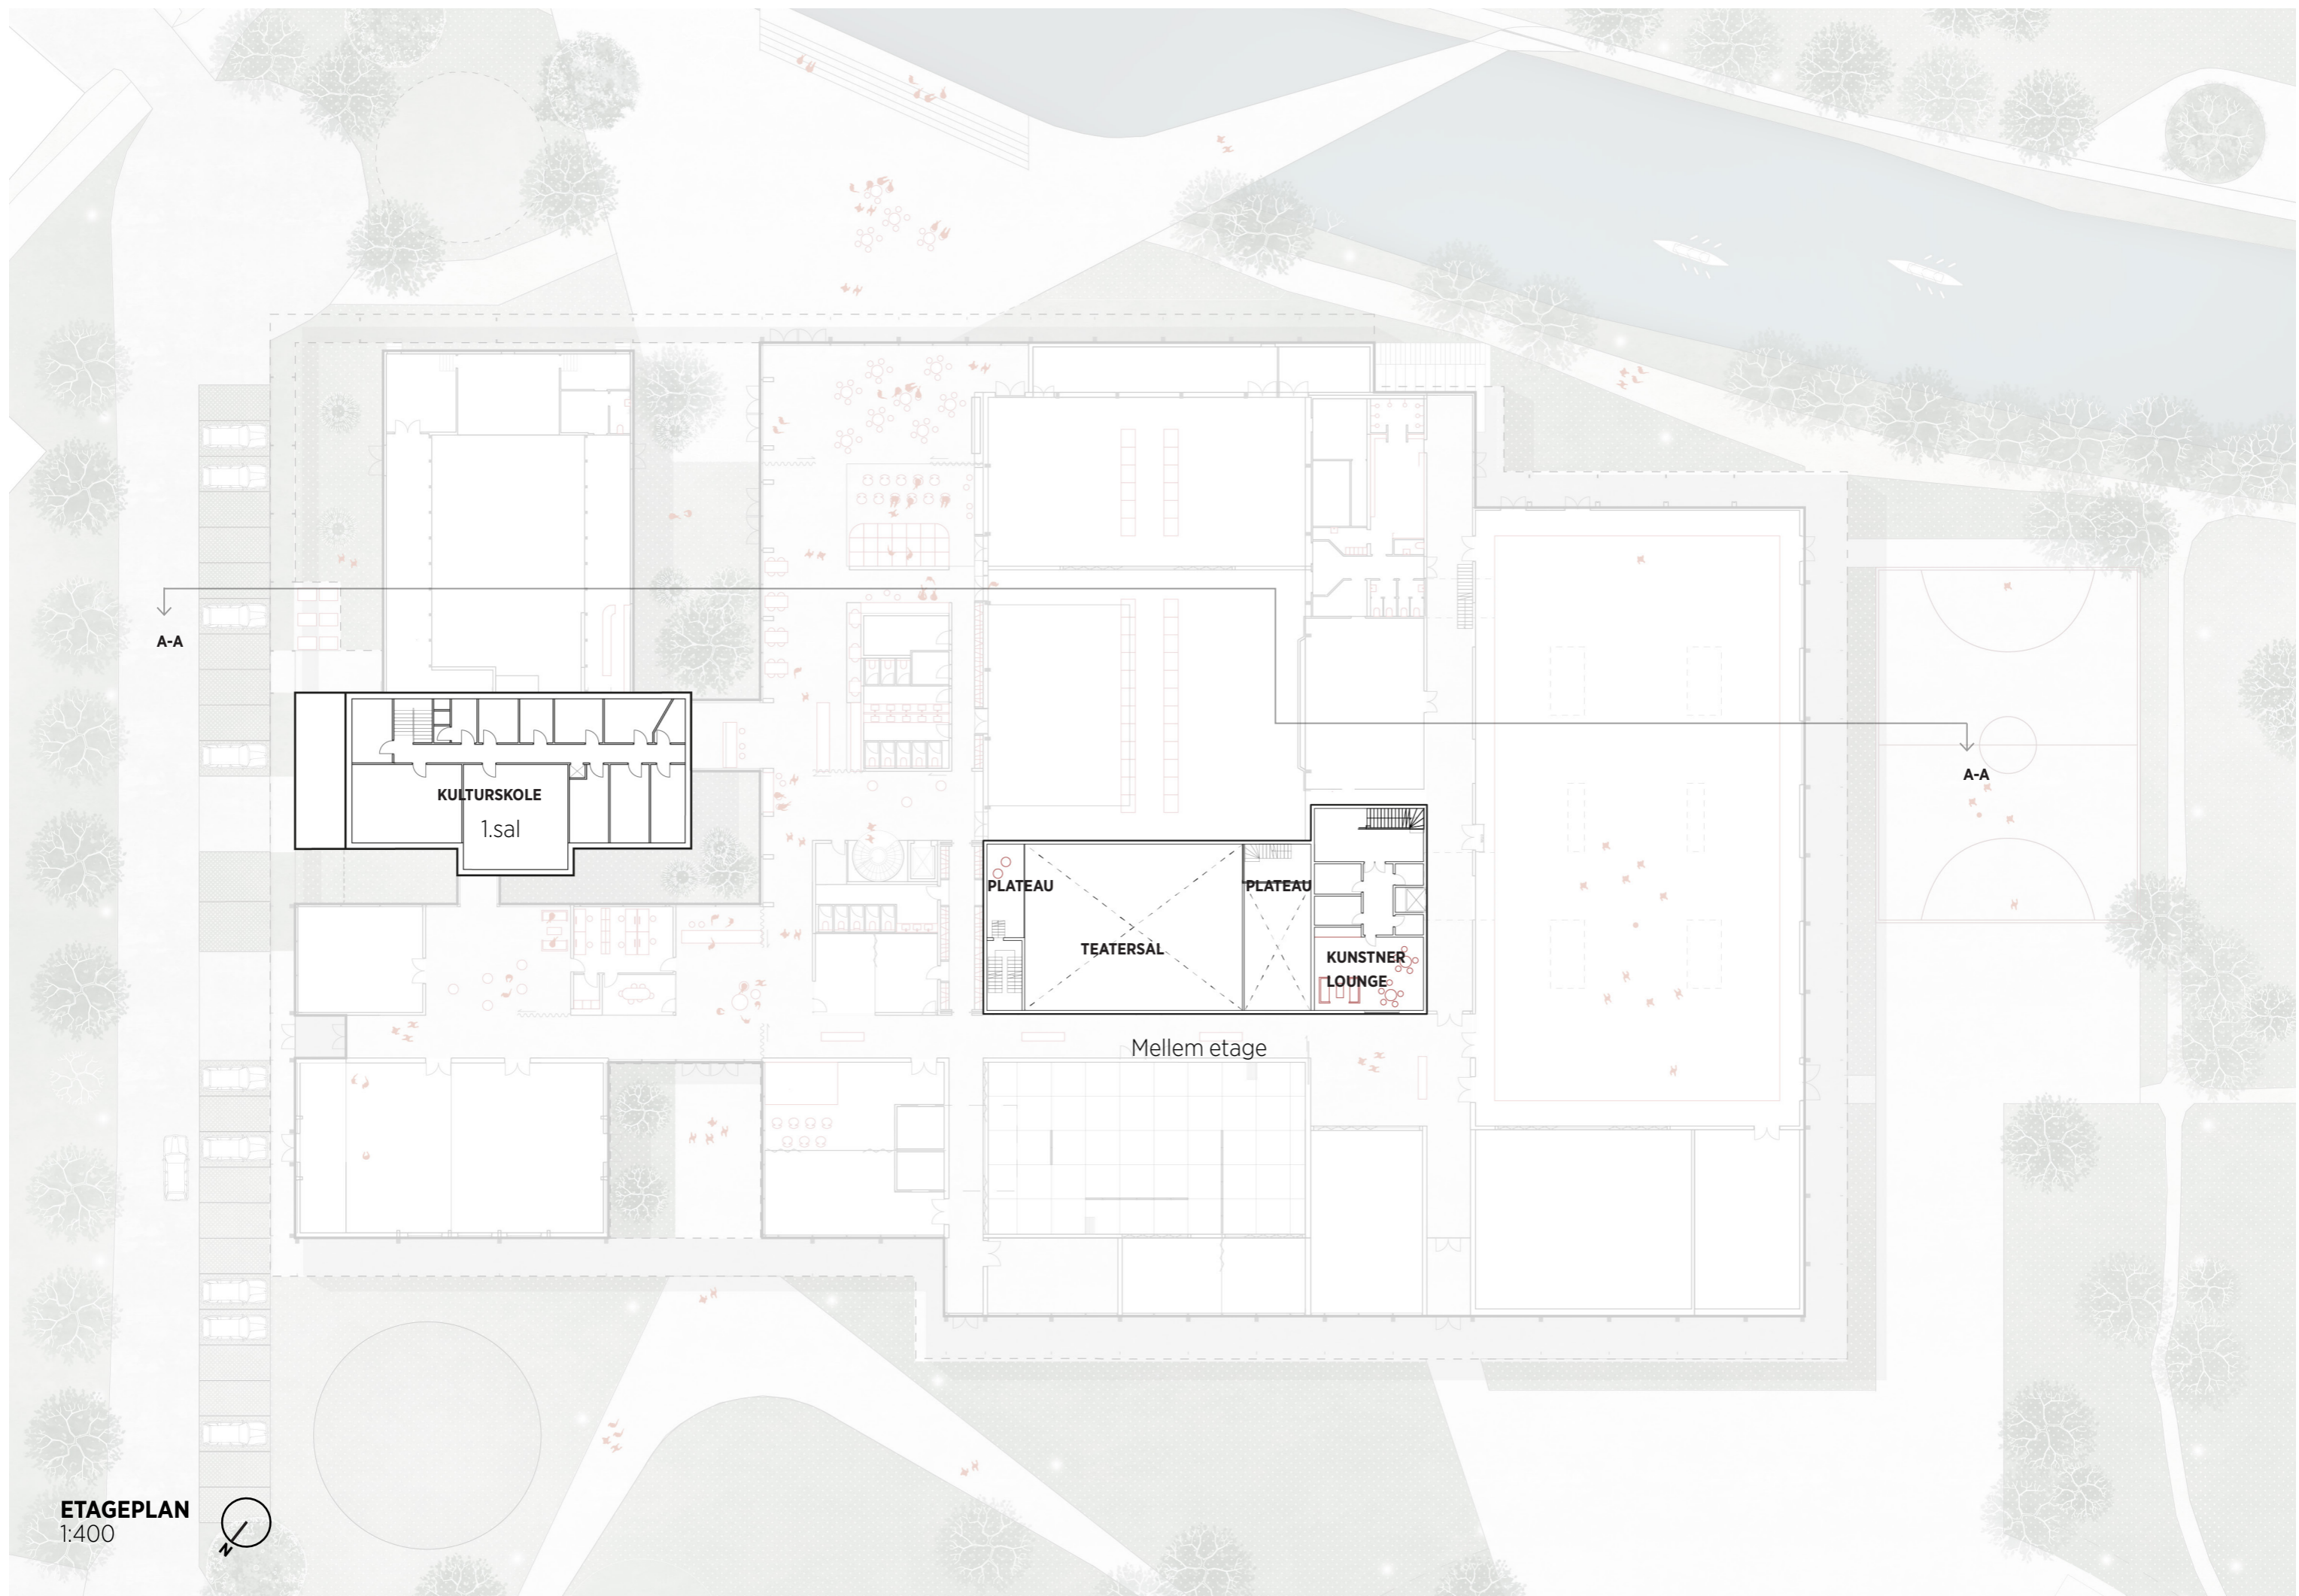 A-A
A-A
KULTURSKOLE
1.sal
PLATEAU
PLATEAU
TEATERSAL
KUNSTNER
LOUNGE
Mellem etage
ETAGEPLAN
1:400
N